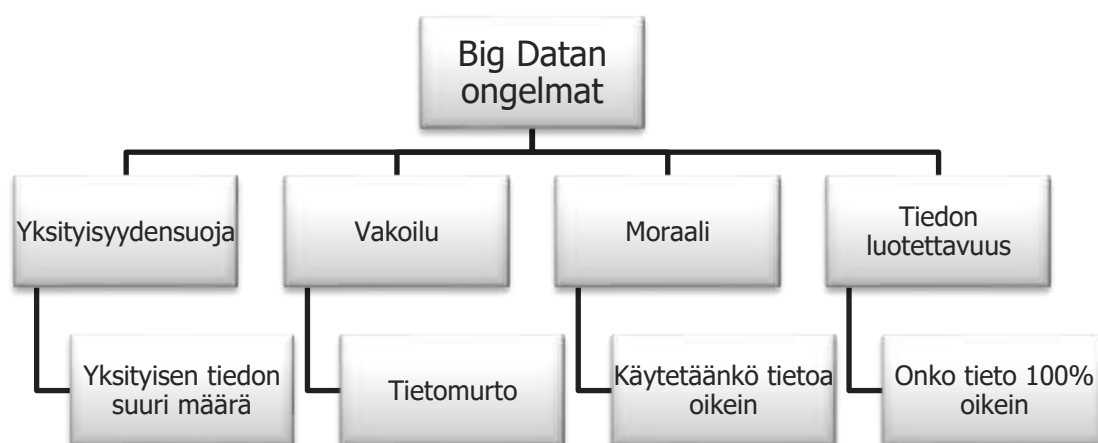 Big Datan
ongelmat
Yksityisyydensuoja
Vakoilu
Moraali
Tiedon
luotettavuus
Yksityisen tiedon
suuri määrä
Tietomurto
Käytetäänkö tietoa
oikein
Onko tieto 100%
oikein